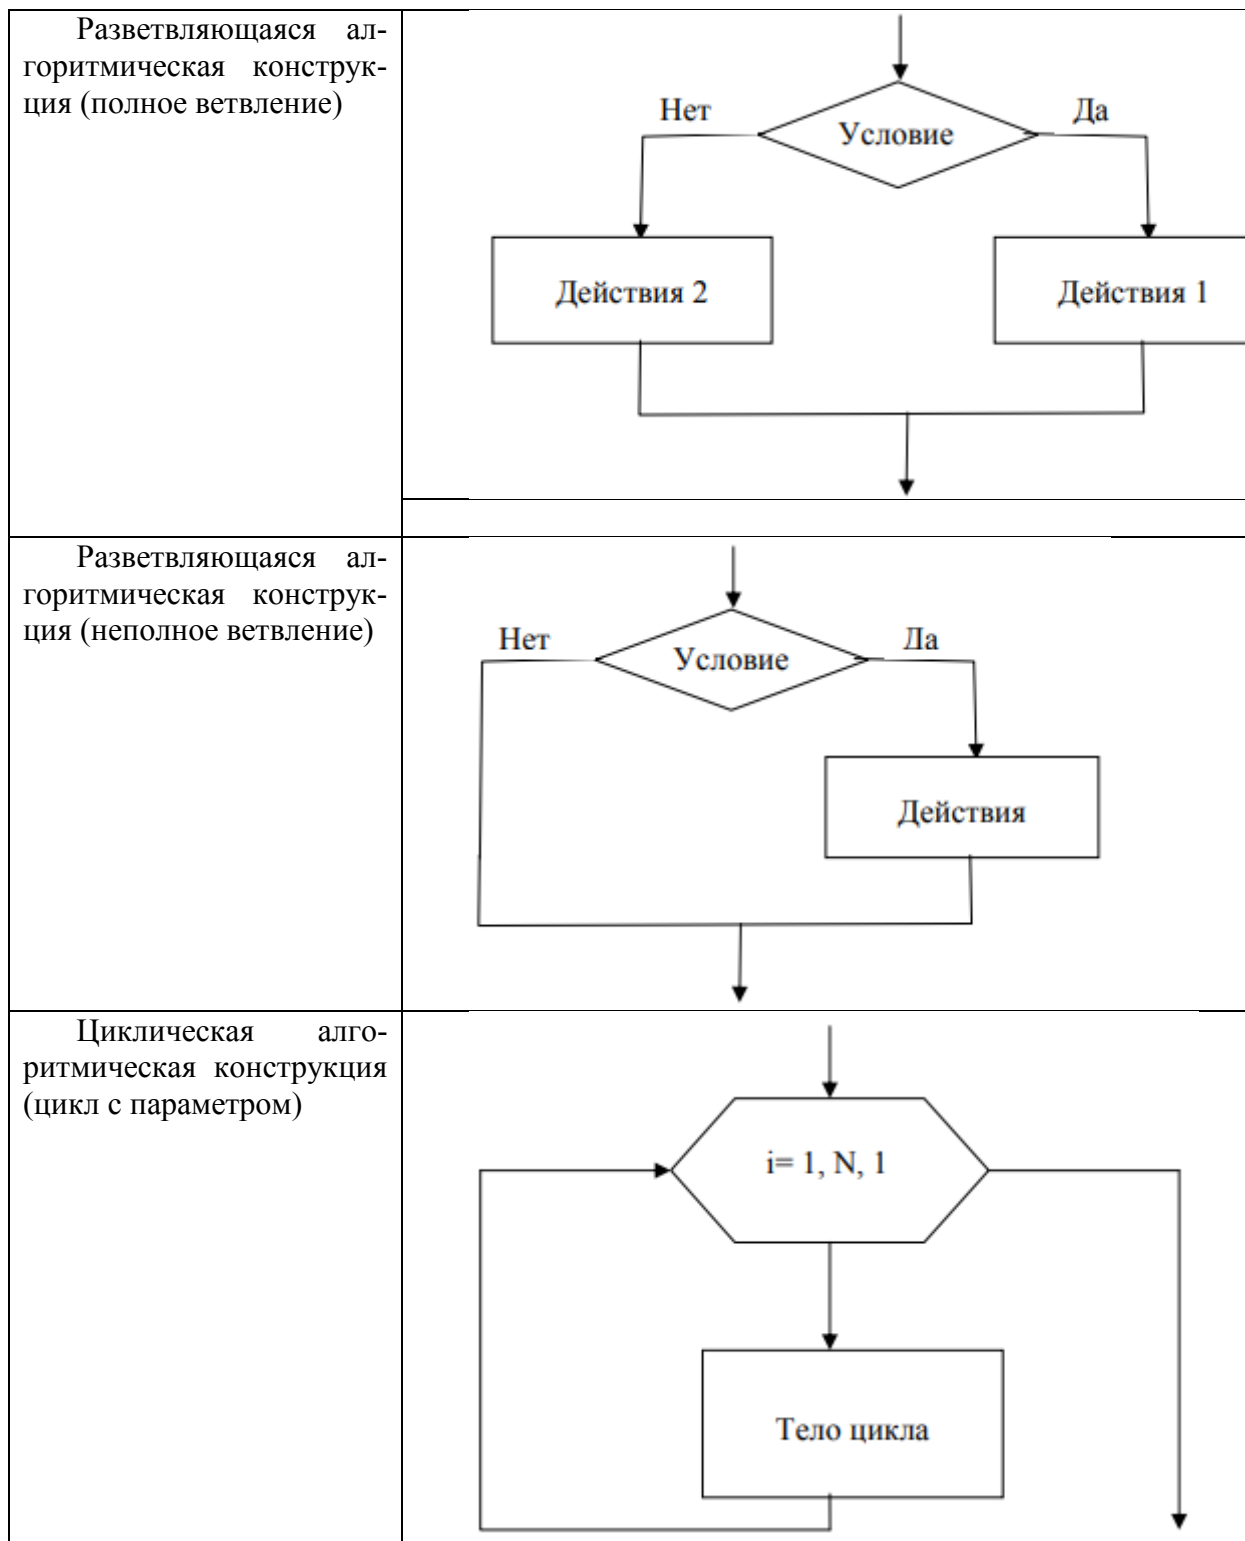 Разветвляющаяся ал-
горитмическая конструк-
ция (полное ветвление)
Нет
Да
Условие
Действия 2
Действия 1
Разветвляющаяся ал-
горитмическая конструк-
ция (неполное ветвление)
Нет
Да
Условие
Действия
Циклическая алго-
ритмическая конструкция
(цикл с параметром)
i= 1, N, 1
Тело цикла